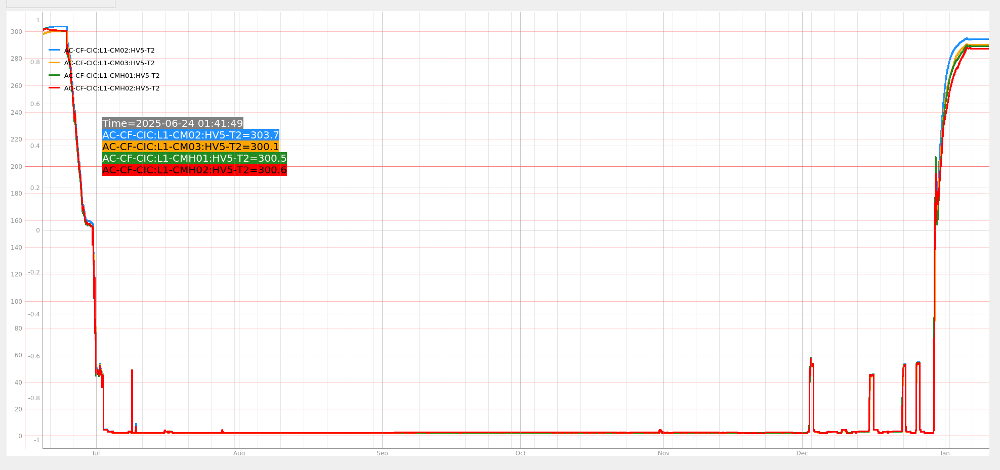 1
300
280
0.8
260
0.6
240
220
0.4
200
0.2
180
160
0
140
-0.2
120
100
-0.4
80
60
-0.6
40
-0.8
20
0
-1
AC-CF-CIC:L1-CM02:HV5-T2
AC-CF-CIC:L1-CM03:HV5-T2
AC-CF-CIC:L1-CMH01:HV5-T2
AC-CF-CIC:L1-CMH02:HV5-T2
Time=2025-06-24 01:41:49
AC-CF-CIC:L1-CM02:HV5-T2=303.7
AC-CF-CIC:L1-CM03:HV5-T2=300.1
AC-CF-CIC:L1-CMH01:HV5-T2=300.5
AC-CF-CIC:L1-CMH02:HV5-T2=300.6
Jul Aug Sep Oct Nov Dec Jan